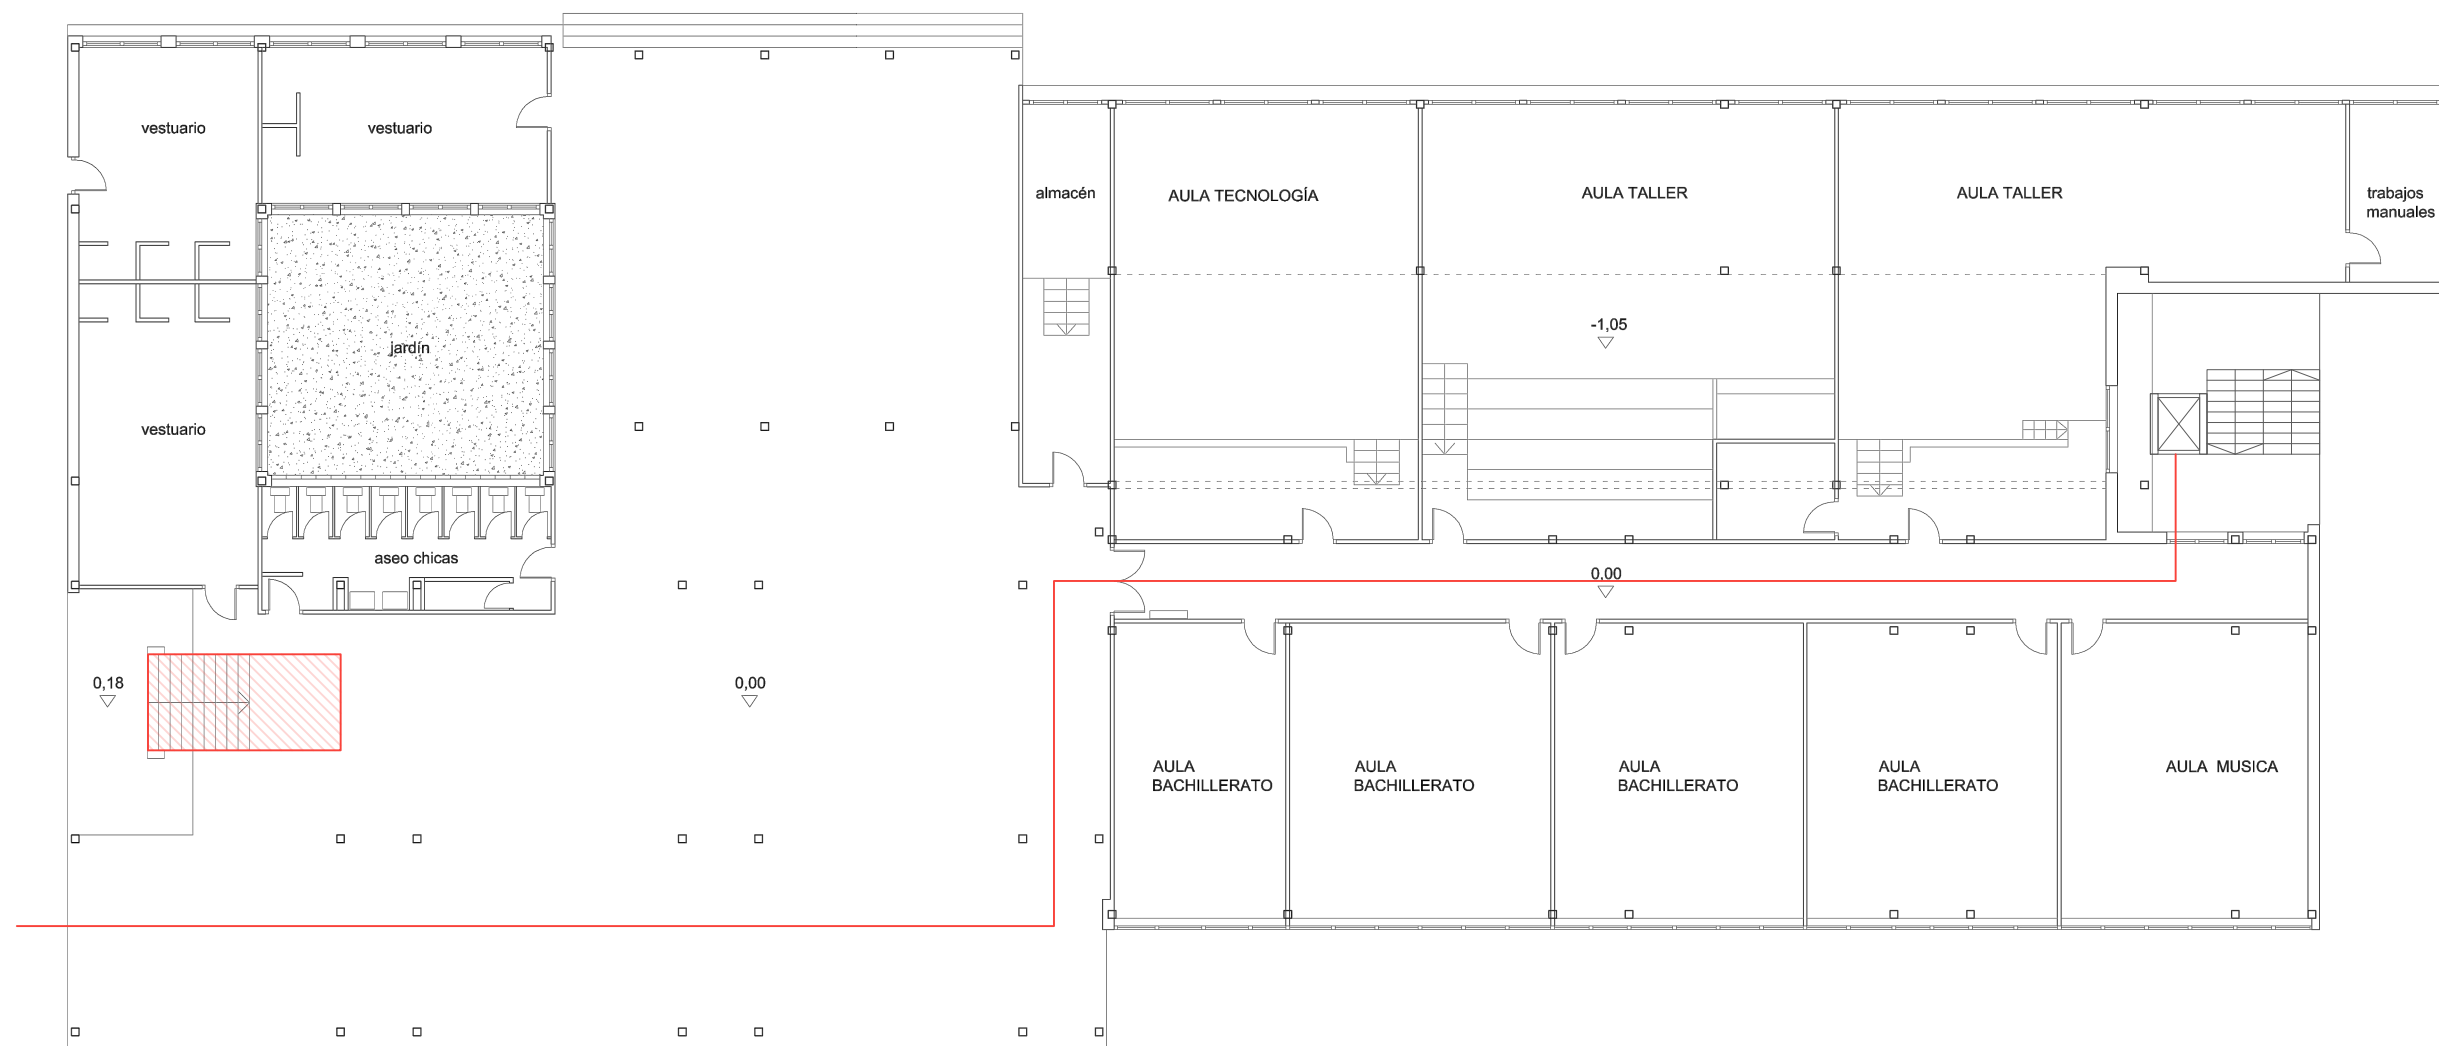 vestuario
vestuario
almacén
AULA TECNOLOGÍA
AULA TALLER
AULA TALLER
trabajos
manuales
-1,05
jardín
vestuario
aseo chicas
0,00
0,18
0,00
AULA
BACHILLERATO
AULA
BACHILLERATO
AULA
BACHILLERATO
AULA
BACHILLERATO
AULA MUSICA